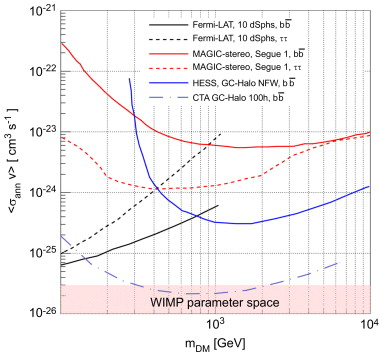 10-21
10-22
10-23
10-24
10-25
10-26
<σann v> [ cm³ s⁻¹ ]
Fermi-LAT, 10 dSphs, bb̅
Fermi-LAT, 10 dSphs, ττ
MAGIC-stereo, Segue 1, bb̅
MAGIC-stereo, Segue 1, ττ
HESS, GC-Halo NFW, bb̅
CTA GC-Halo 100h, bb̅
WIMP parameter space
10³ 10⁴
mDM [GeV]